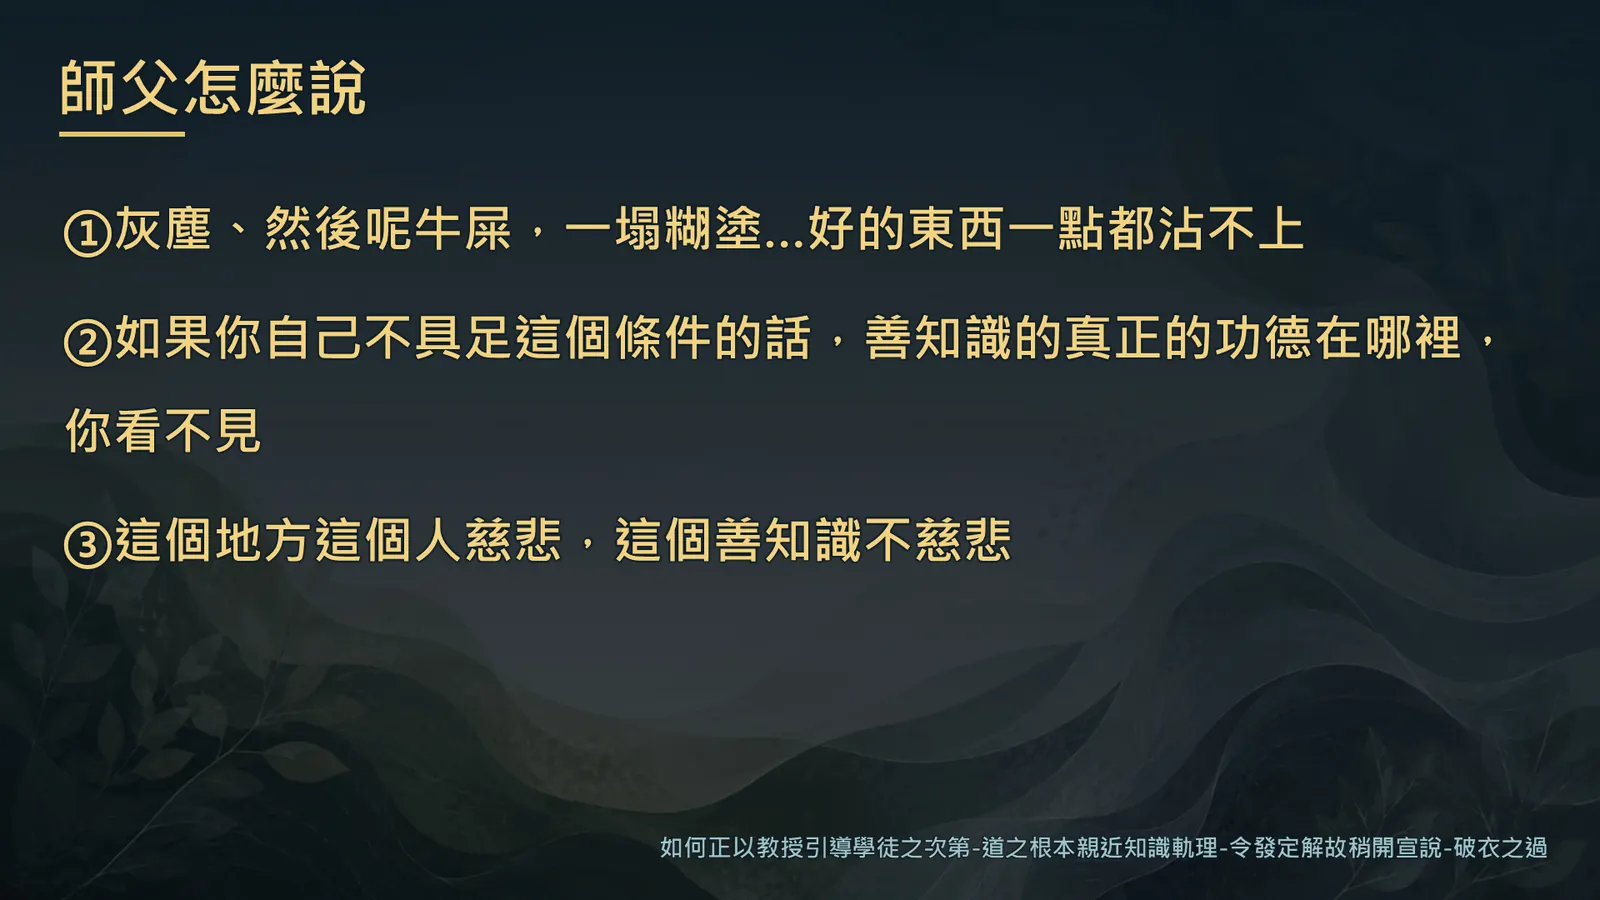 師父怎麼說
①灰塵、然後呢牛屎，一塌糊塗...好的東西一點都沾不上
②如果你自己不具足這個條件的話，善知識的真正的功德在哪裡，
你看不見
③這個地方這個人慈悲，這個善知識不慈悲
如何正以教授引導學徒之次第-道之根本親近知識軌理-令發定解故稍開宣說-破衣之過